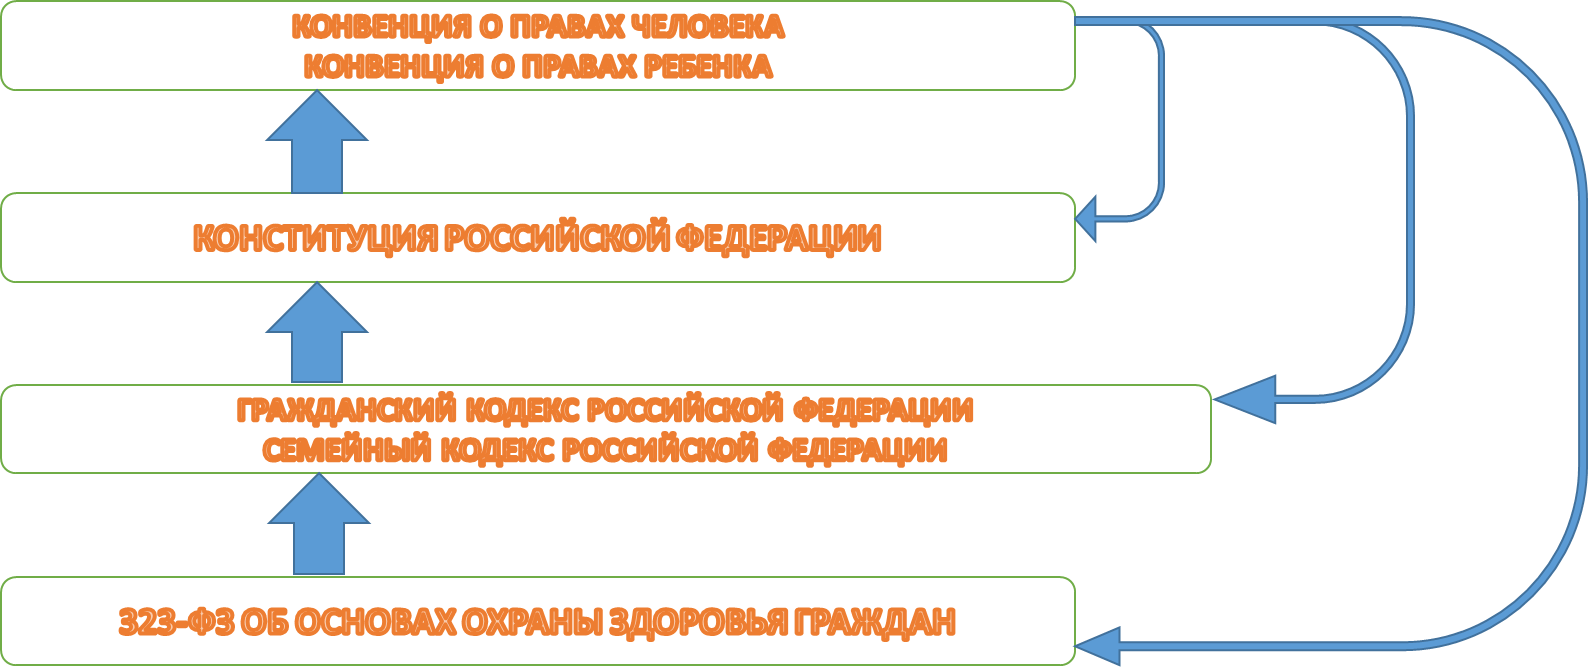 КОНВЕНЦИЯ О ПРАВАХ ЧЕЛОВЕКА
КОНВЕНЦИЯ О ПРАВАХ РЕБЕНКА
КОНСТИТУЦИЯ РОССИЙСКОЙ ФЕДЕРАЦИИ
ГРАЖДАНСКИЙ КОДЕКС РОССИЙСКОЙ ФЕДЕРАЦИИ
СЕМЕЙНЫЙ КОДЕКС РОССИЙСКОЙ ФЕДЕРАЦИИ
323-ФЗ ОБ ОСНОВАХ ОХРАНЫ ЗДОРОВЬЯ ГРАЖДАН